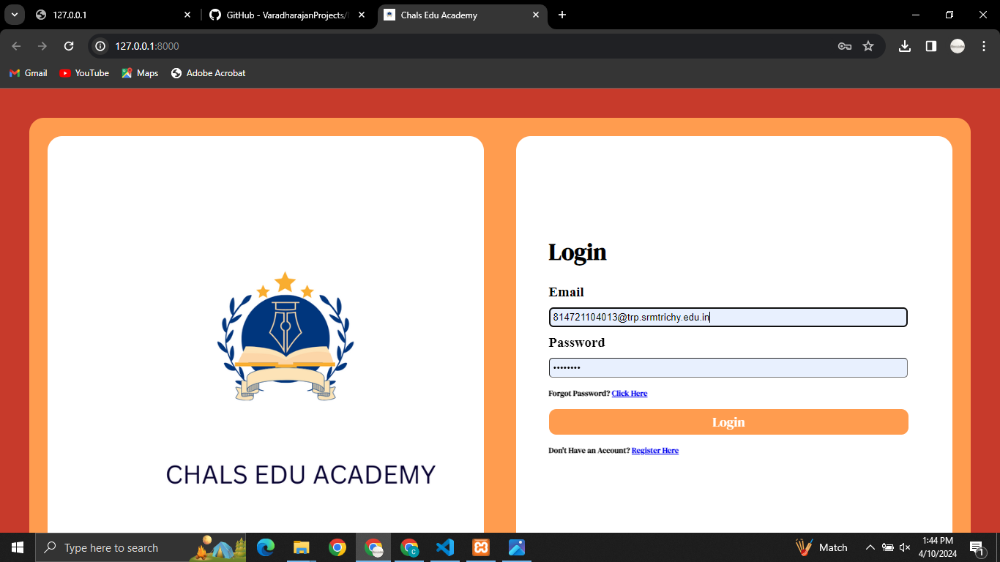 127.0.0.1
GitHub - VaradharajanProjects/
Chals Edu Academy
127.0.0.1:8000
Gmail
YouTube
Maps
Adobe Acrobat
CHALS EDU ACADEMY
Login
Email
814721104013@trp.srmtrichy.edu.in
Password
••••••••
Forgot Password? Click Here
Login
Don't Have an Account? Register Here
Type here to search
C
Match
1:44 PM
4/10/2024
1